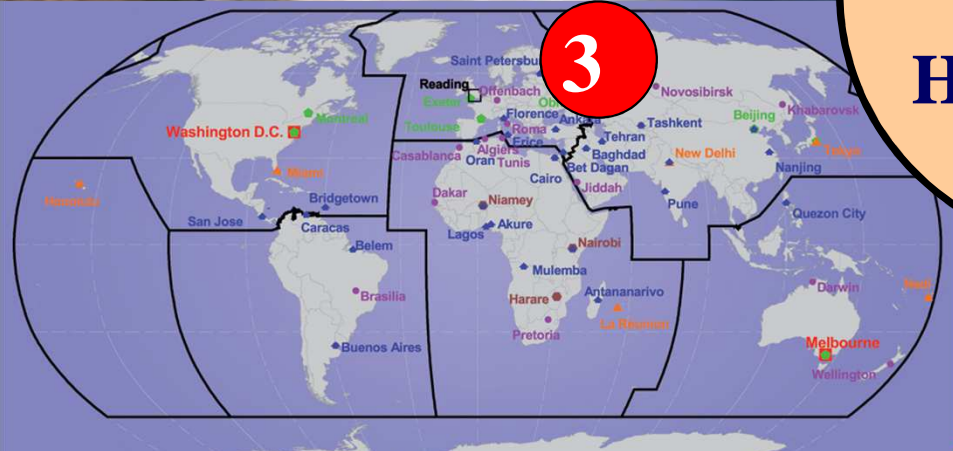 3
H
Saint Petersbu
Reading
Offenbach
Novosibirsk
Exeter
Ob
Khabarovsk
Montreal
Florence
Ank
Tashkent
Beijing
Washington D.C.
Toulouse
Roma
Tehran
Tokyo
Erice
Casablanca
Algiers
Oran
Tunis
Baghdad
New Delhi
Bet Dagan
Nanjing
Miami
Cairo
Jiddah
Honolulu
Dakar
Niamey
Pune
Bridgetown
San Jose
Caracas
Quezon City
Lagos
Akure
Belem
Nairobi
Mulemba
Brasilia
Harare
Antananarivo
Darwin
Nadi
La Réunion
Pretoria
Buenos Aires
Melbourne
Wellington